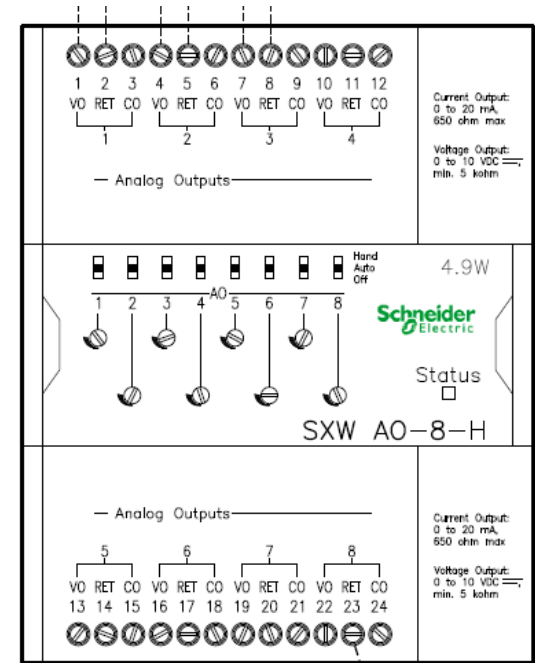 1 2 3 4 5 6 7 8 9 10 11 12
VO RET CO VO RET CO VO RET CO VO RET CO
1 2 3 4
Analog Outputs
Current Output:
0 to 20 mA,
650 ohm max
Voltage Output:
0 to 10 VDC
min. 5 kohm
Hand
Auto
Off
AO
1 2 3 4 5 6 7 8
4.9W
Schneider
Electric
Status
SXW AO-8-H
Analog Outputs
5 6 7 8
VO RET CO VO RET CO VO RET CO VO RET CO
13 14 15 16 17 18 19 20 21 22 23 24
Current Output:
0 to 20 mA,
650 ohm max
Voltage Output:
0 to 10 VDC
min. 5 kohm